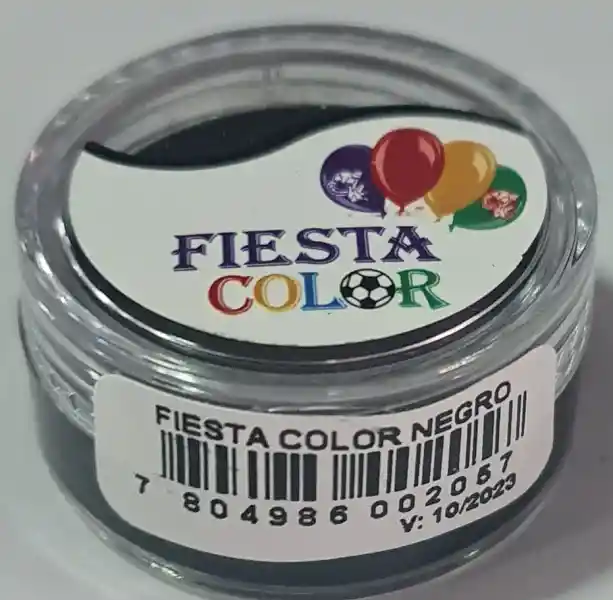 FIESTA
COLOR
FIESTA COLOR NEGRO
7 804986 002057
V: 10/2023